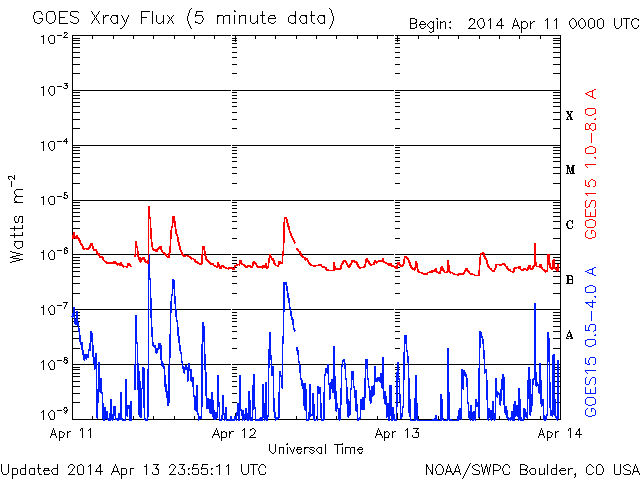 GOES Xray Flux (5 minute data)
Begin: 2014 Apr 11 0000 UTC
10-2
10-3
10-4
10-5
10-6
10-7
10-8
10-9
Watts m-2
X
M
C
B
A
GOES15 1.0-8.0 A
GOES15 0.5-4.0 A
Apr 11
Apr 12
Apr 13
Apr 14
Universal Time
Updated 2014 Apr 13 23:55:11 UTC
NOAA/SWPC Boulder, CO USA